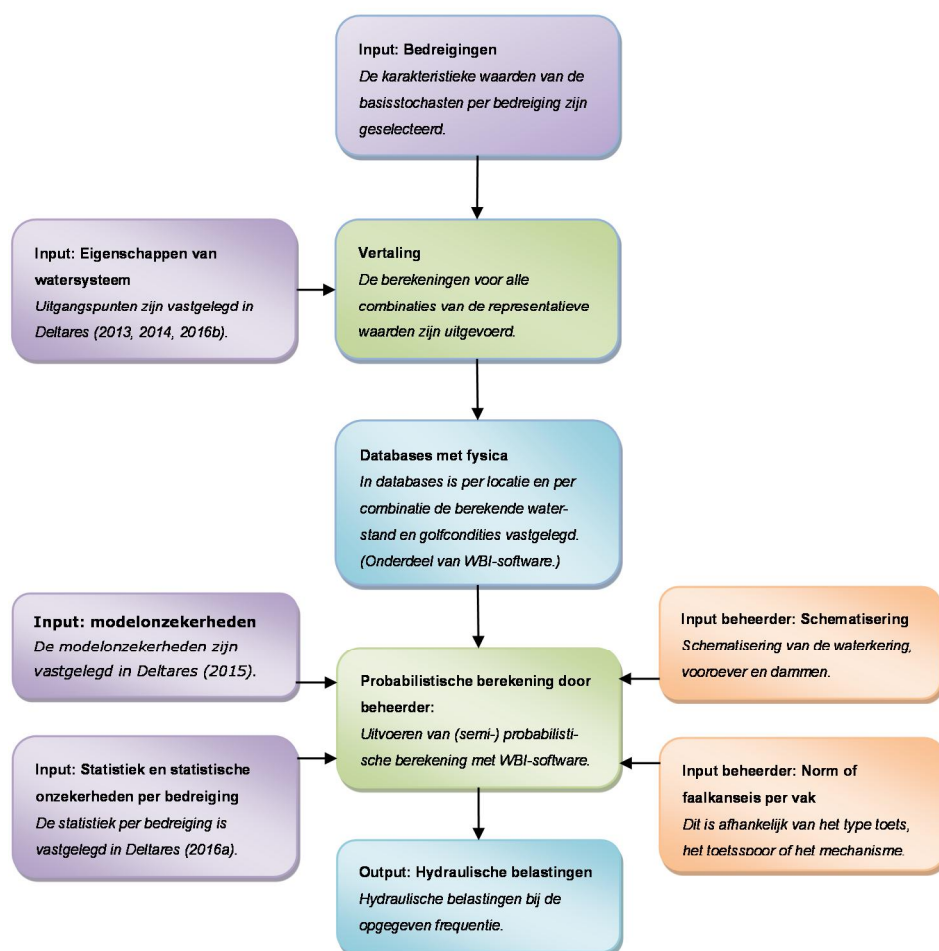 Input: Bedreigingen
De karakteristieke waarden van de
basisstochasten per bedreiging zijn
geselecteerd.
Input: Eigenschappen van
watersysteem
Uitgangspunten zijn vastgelegd in
Deltares (2013, 2014, 2016b).
Vertaling
De berekeningen voor alle
combinaties van de representatieve
waarden zijn uitgevoerd.
Databases met fysica
In databases is per locatie en per
combinatie de berekende water-
stand en golfcondities vastgelegd.
(Onderdeel van WBI-software.)
Input: modelonzekerheden
De modelonzekerheden zijn
vastgelegd in Deltares (2015).
Input: Statistiek en statistische
onzekerheden per bedreiging
De statistiek per bedreiging is
vastgelegd in Deltares (2016a).
Probabilistische berekening door
beheerder:
Uitvoeren van (semi-) probabilisti-
sche berekening met WBI-software.
Input beheerder: Schematisering
Schematisering van de waterkering,
vooroever en dammen.
Input beheerder: Norm of
faalkanseis per vak
Dit is afhankelijk van het type toets,
het toetsspoor of het mechanisme.
Output: Hydraulische belastingen
Hydraulische belastingen bij de
opgegeven frequentie.